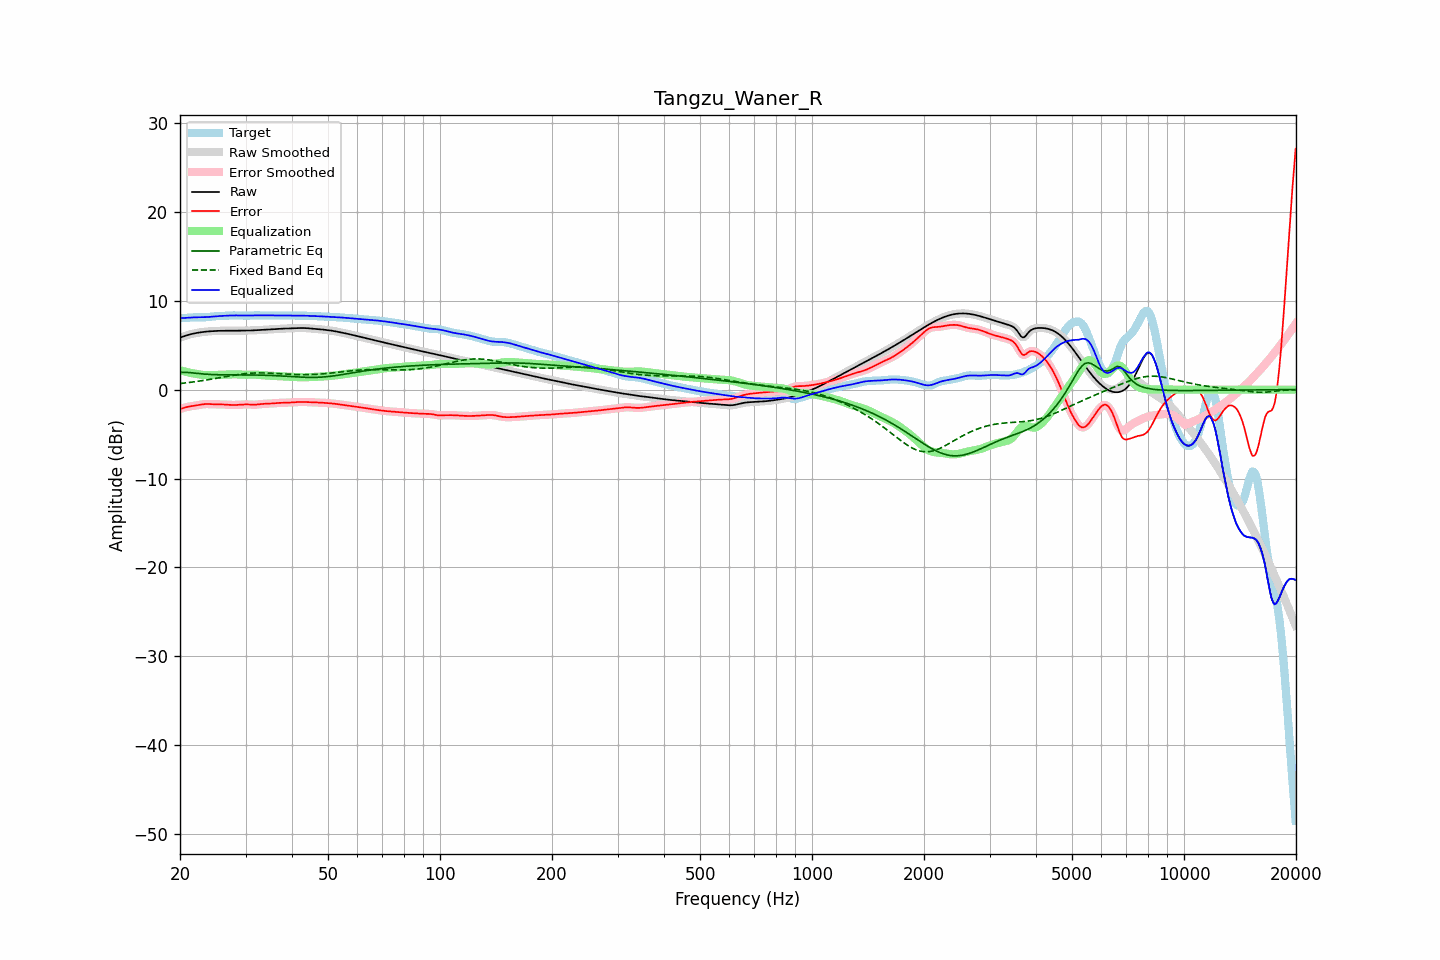 Tangzu_Waner_R
Target
Raw Smoothed
Error Smoothed
Raw
Error
Equalization
Parametric Eq
Fixed Band Eq
Equalized
30
20
10
0
−10
−20
−30
−40
−50
Amplitude (dBr)
20 50 100 200 500 1000 2000 5000 10000 20000
Frequency (Hz)